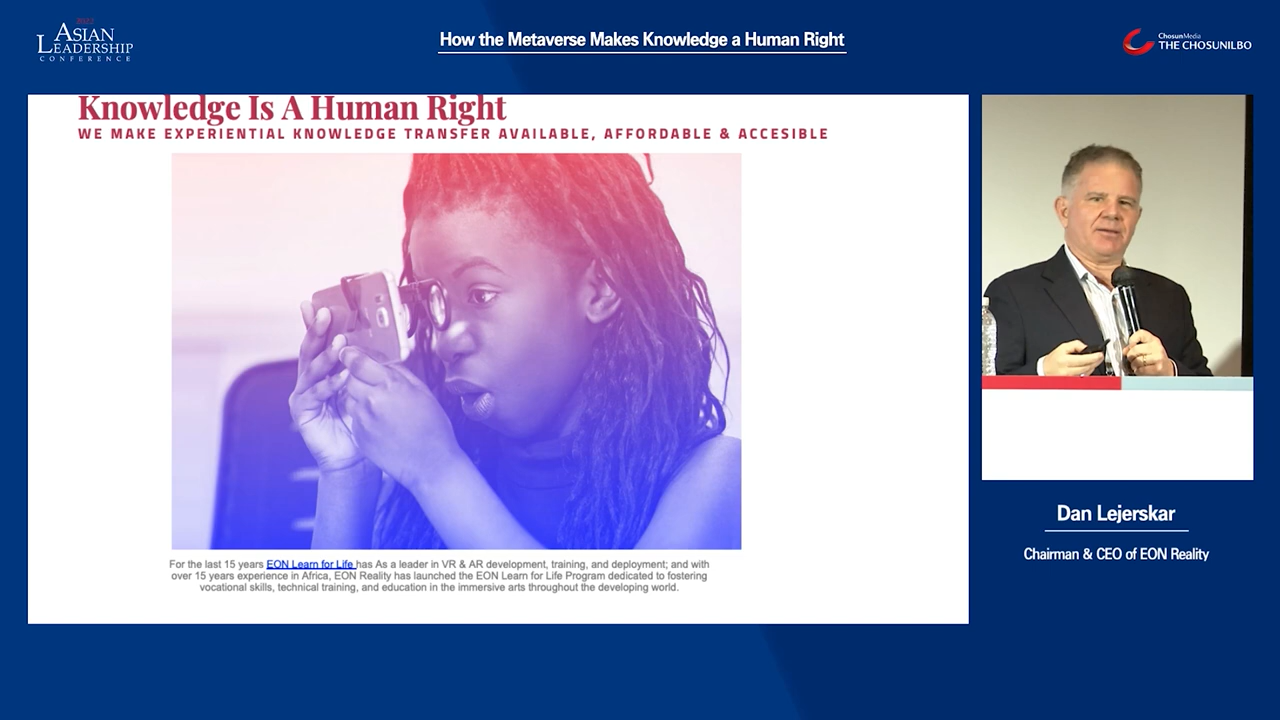 2022
ASIAN
LEADERSHIP
CONFERENCE
How the Metaverse Makes Knowledge a Human Right
ChosunMedia
THE CHOSUNILBO
Knowledge Is A Human Right
WE MAKE EXPERIENTIAL KNOWLEDGE TRANSFER AVAILABLE, AFFORDABLE & ACCESIBLE
For the last 15 years EON Learn for Life has As a leader in VR & AR development, training, and deployment; and with
over 15 years experience in Africa, EON Reality has launched the EON Learn for Life Program dedicated to fostering
vocational skills, technical training, and education in the immersive arts throughout the developing world.
Dan Lejerskar
Chairman & CEO of EON Reality